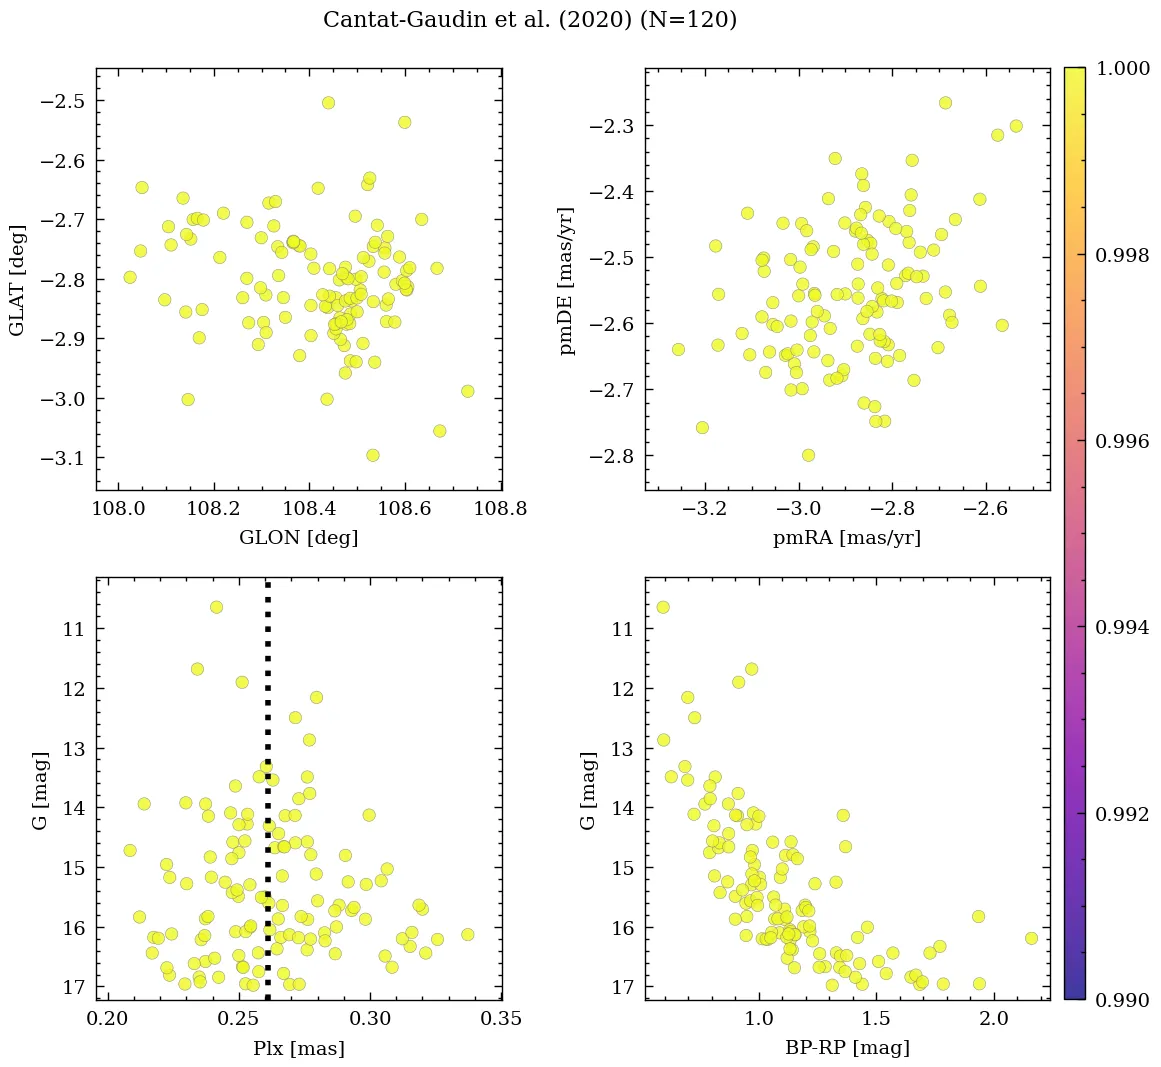 Cantat-Gaudin et al. (2020) (N=120)
GLAT [deg]
−2.5
−2.6
−2.7
−2.8
−2.9
−3.0
−3.1
108.0 108.2 108.4 108.6 108.8
GLON [deg]
pmDE [mas/yr]
−2.3
−2.4
−2.5
−2.6
−2.7
−2.8
−3.2 −3.0 −2.8 −2.6
pmRA [mas/yr]
G [mag]
11
12
13
14
15
16
17
0.20 0.25 0.30 0.35
Plx [mas]
G [mag]
11
12
13
14
15
16
17
1.0 1.5 2.0
BP-RP [mag]
1.000
0.998
0.996
0.994
0.992
0.990